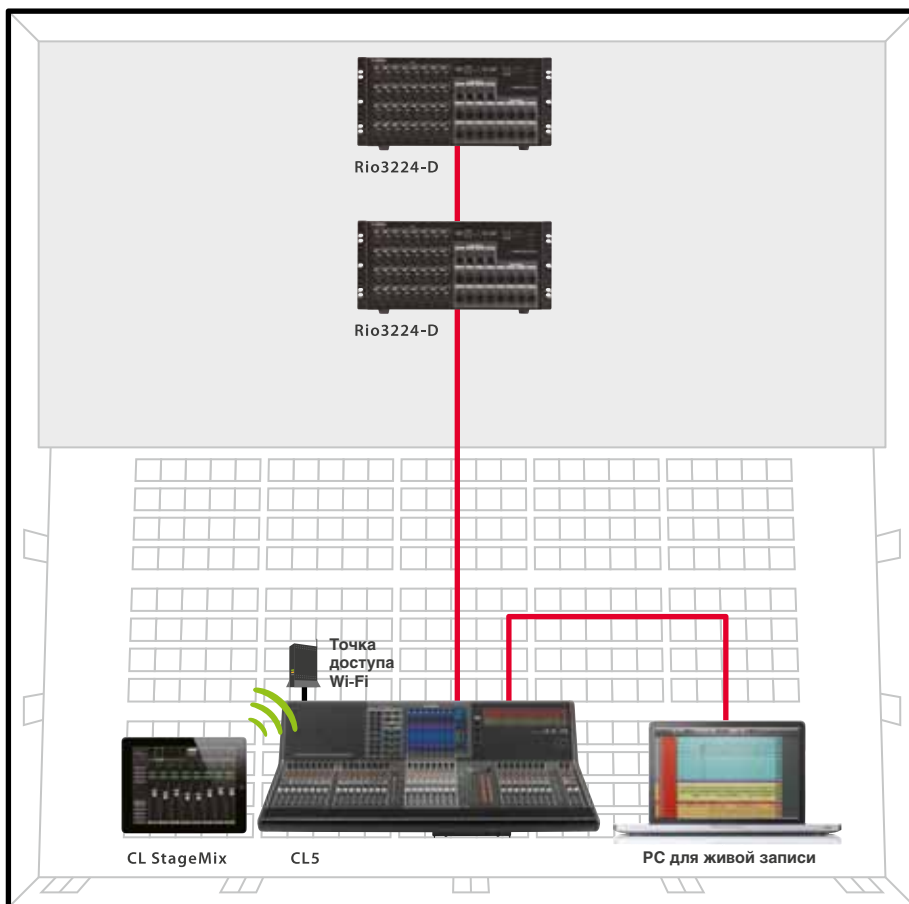 Rio3224-D
Rio3224-D
Точка
доступа
Wi-Fi
CL StageMix
CL5
PC для живой записи